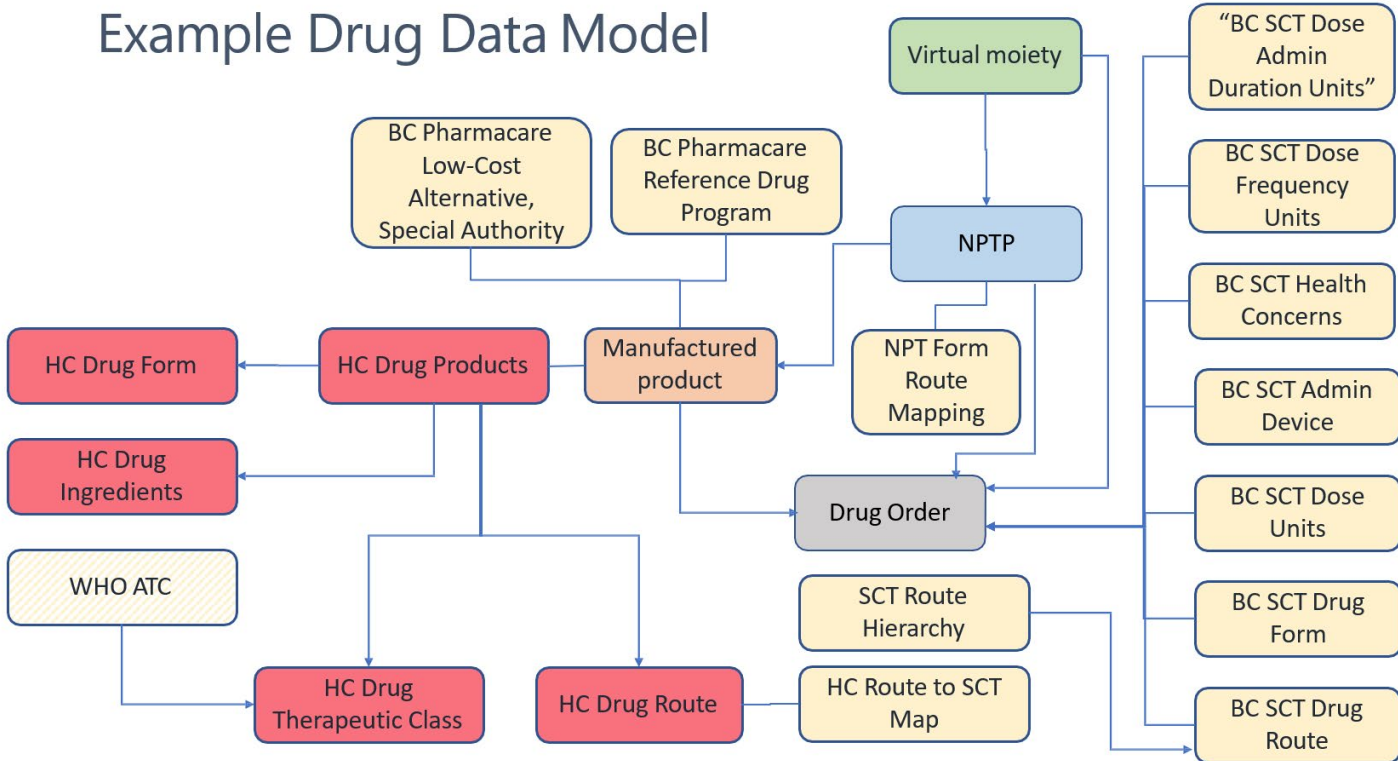 Example Drug Data Model
Virtual moiety
"BC SCT Dose
Admin
Duration Units"
BC Pharmacare
Low-Cost
Alternative,
Special Authority
BC Pharmacare
Reference Drug
Program
BC SCT Dose
Frequency
Units
NPTP
BC SCT Health
Concerns
HC Drug Form
HC Drug Products
Manufactured
product
NPT Form
Route
Mapping
BC SCT Admin
Device
HC Drug
Ingredients
Drug Order
BC SCT Dose
Units
WHO ATC
SCT Route
Hierarchy
BC SCT Drug
Form
HC Drug
Therapeutic Class
HC Drug Route
HC Route to SCT
Map
BC SCT Drug
Route